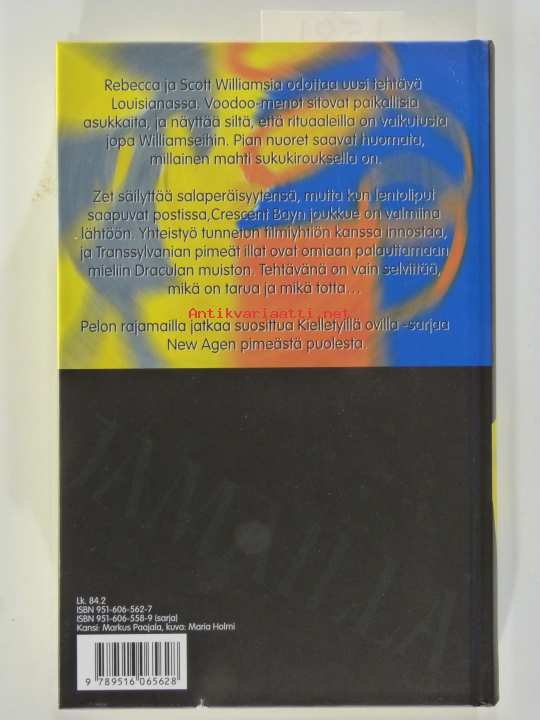 Rebecca ja Scott Williamsia odottaa uusi tehtävä
Louisianassa. Voodoo-menot sitovat paikallisia
asukkaita, ja näyttää siltä, että rituaaleilla on vaikutusta
jopa Williamseihin. Pian nuoret saavat huomata,
millainen mahti sukukirouksella on.
Zet säilyttää salaperäisyytensä, mutta kun lentoliput
saapuvat postissa,Crescent Bayn joukkue on valmiina
lähtöön. Yhteistyö tunnetun filmiyhtiön kanssa innostaa,
ja Transsylvanian pimeät illat ovat omiaan palauttamaan
mieliin Draculan muiston. Tehtävänä on vain selvittää,
mikä on tarua ja mikä totta...
Antikvariaatti.net
Pelon rajamailla jatkaa suosittua Kielletyillä ovilla -sarjaa
New Agen pimeästä puolesta.
Lk. 84.2
ISBN 951-606-562-7
ISBN 951-606-558-9 (sarja)
Kansi: Markus Paajala, kuva: Maria Holmi
9 789516 065628